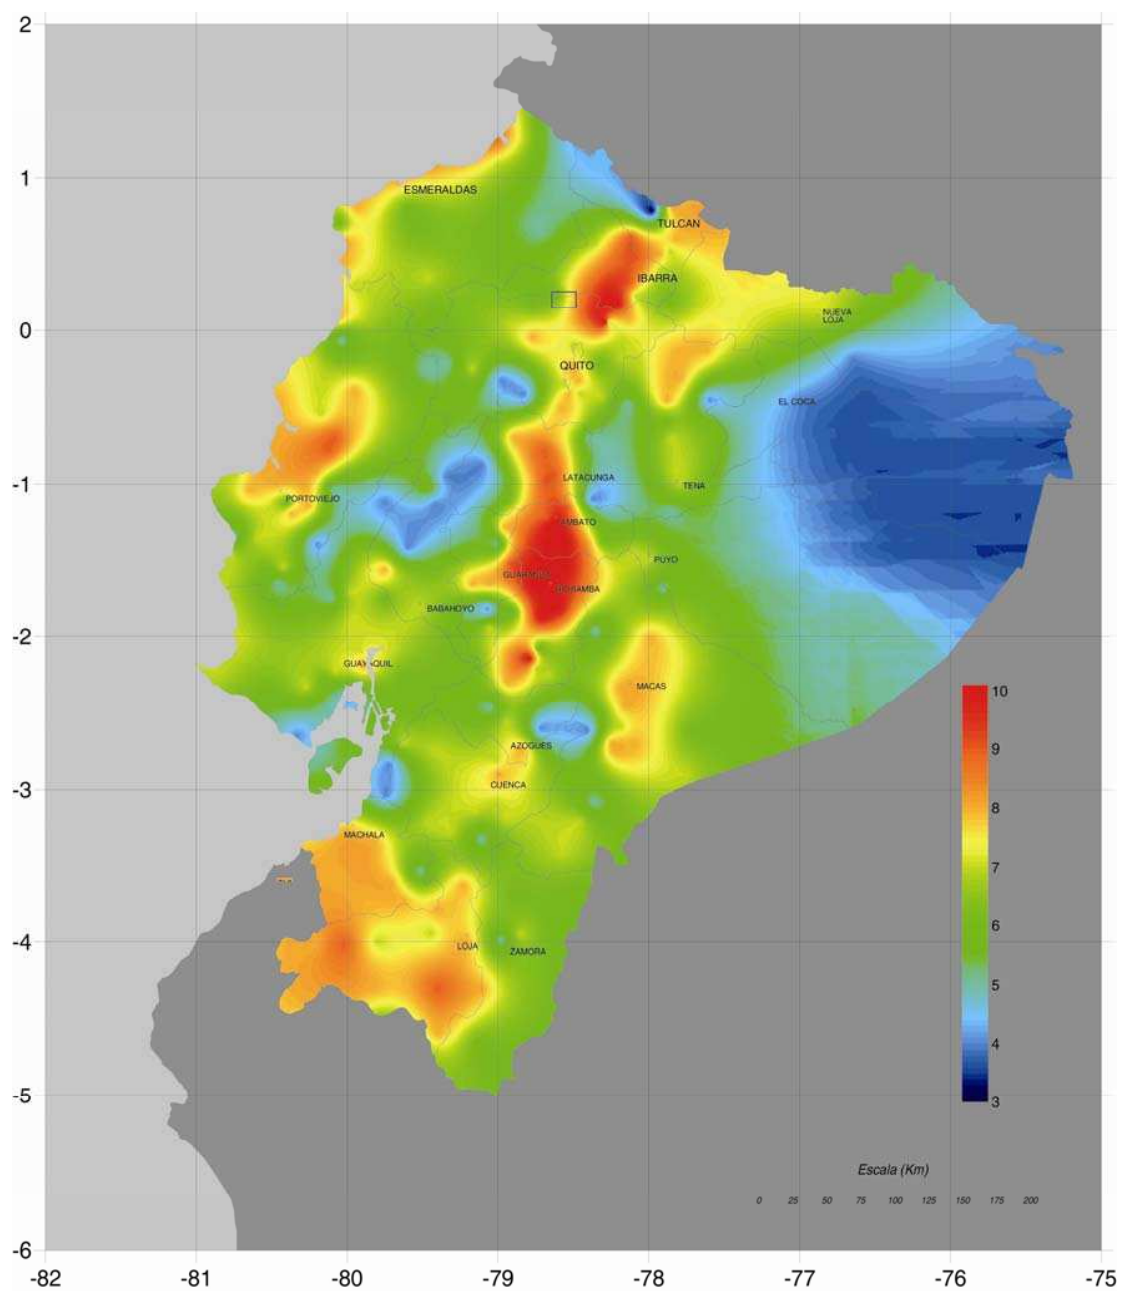 2
1
ESMERALDAS
TULCAN
IBARRA
NUEVA
LOJA
0
QUITO
EL COCA
LATACUNGA
-1
TENA
PORTOVIEJO
AMBATO
PUYO
GUARANDA
RIOBAMBA
BABAHOYO
-2
GUAYAQUIL
MACAS
10
AZOGUES
9
CUENCA
-3
8
MACHALA
7
6
-4
LOJA
ZAMORA
5
4
-5
3
Escala (Km)
0 25 50 75 100 125 150 175 200
-6
-82 -81 -80 -79 -78 -77 -76 -75